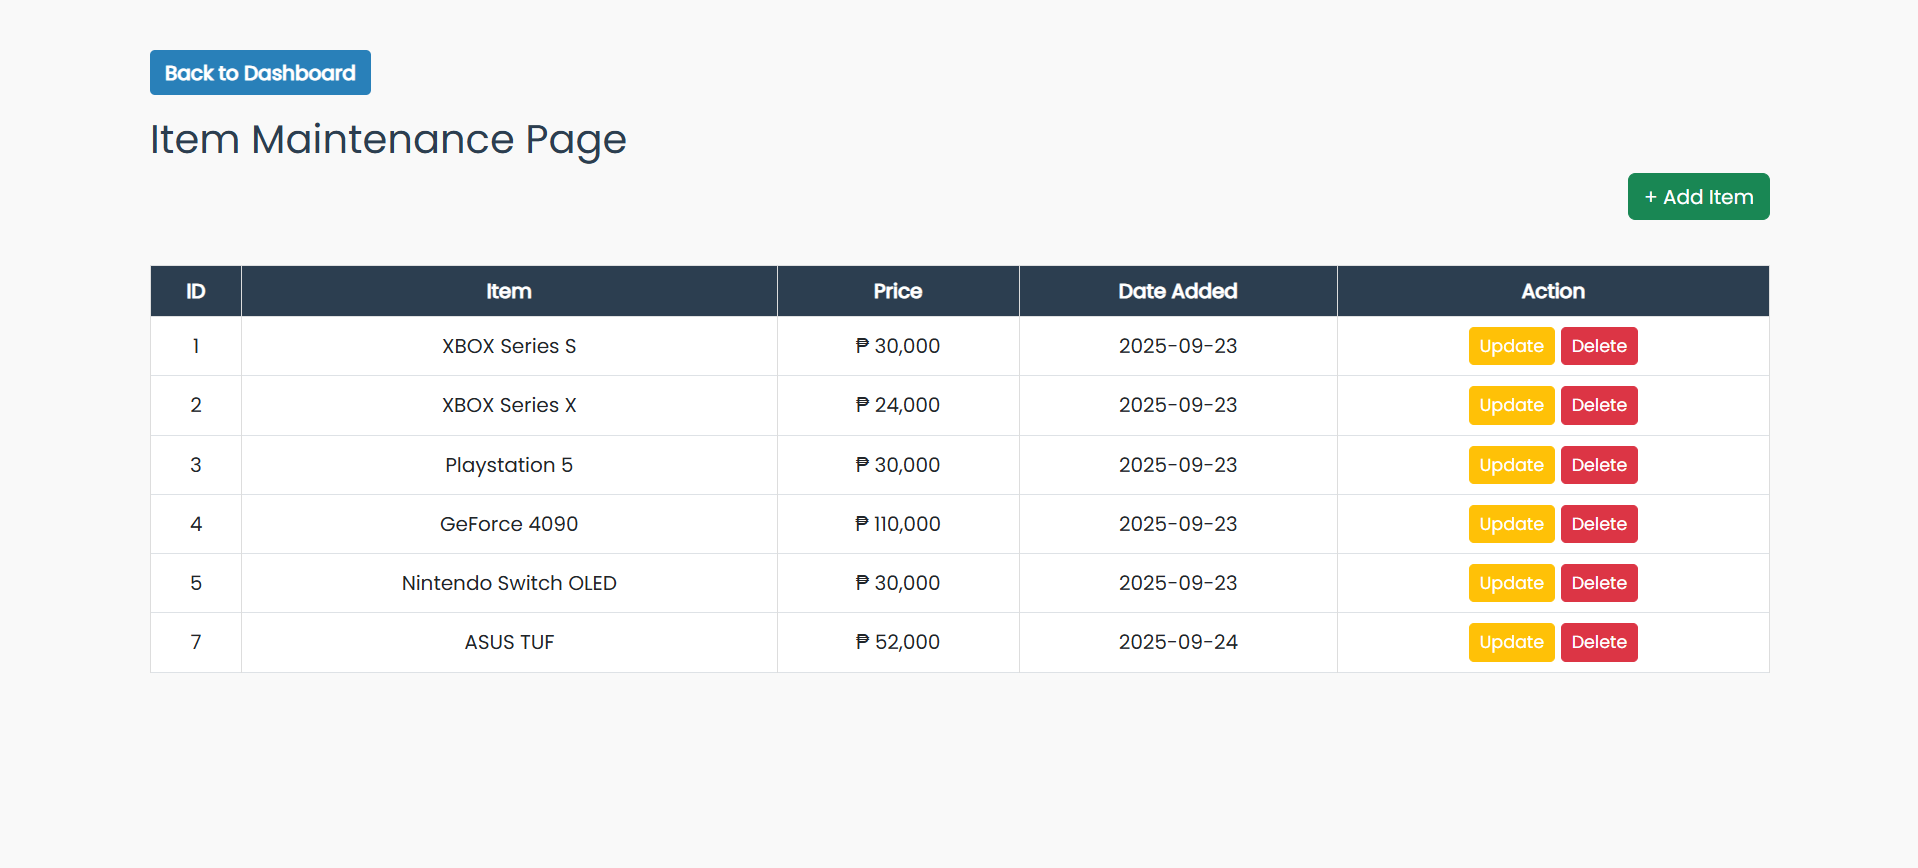 Back to Dashboard
Item Maintenance Page
+ Add Item
ID Item Price Date Added Action
1 XBOX Series S ₱ 30,000 2025-09-23 Update Delete
2 XBOX Series X ₱ 24,000 2025-09-23 Update Delete
3 Playstation 5 ₱ 30,000 2025-09-23 Update Delete
4 GeForce 4090 ₱ 110,000 2025-09-23 Update Delete
5 Nintendo Switch OLED ₱ 30,000 2025-09-23 Update Delete
7 ASUS TUF ₱ 52,000 2025-09-24 Update Delete